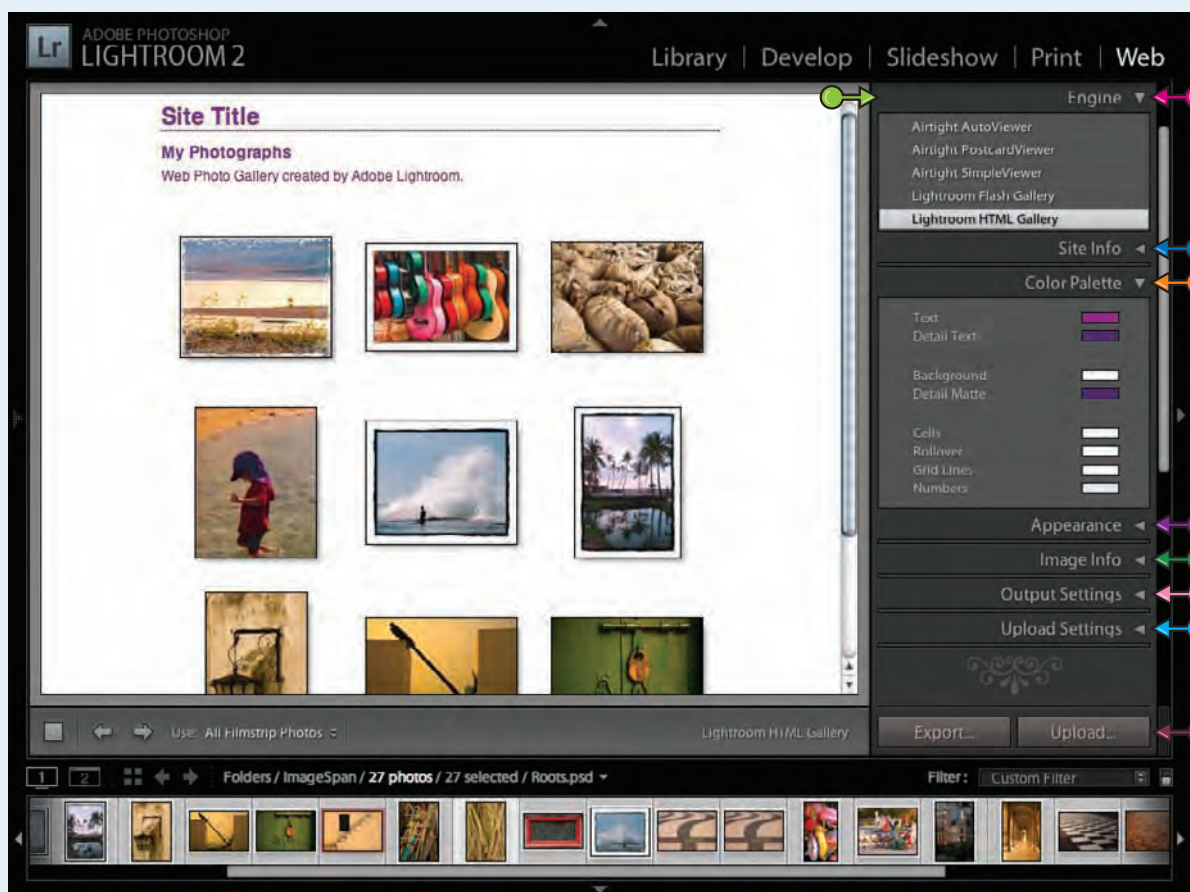 Lr
ADOBE PHOTOSHOP
LIGHTROOM 2
Library | Develop | Slideshow | Print | Web
Site Title
My Photographs
Web Photo Gallery created by Adobe Lightroom.
Engine
Airtight AutoViewer
Airtight PostcardViewer
Airtight SimpleViewer
Lightroom Flash Gallery
Lightroom HTML Gallery
Site Info
Color Palette
Text
Detail Text
Background
Detail Matte
Cells
Rollover
Grid Lines
Numbers
Appearance
Image Info
Output Settings
Upload Settings
Use: All Filmstrip Photos
Lightroom HTML Gallery
Export...
Upload...
1 2
Folders / ImageSpan / 27 photos / 27 selected / Roots.psd
Filter: Custom Filter